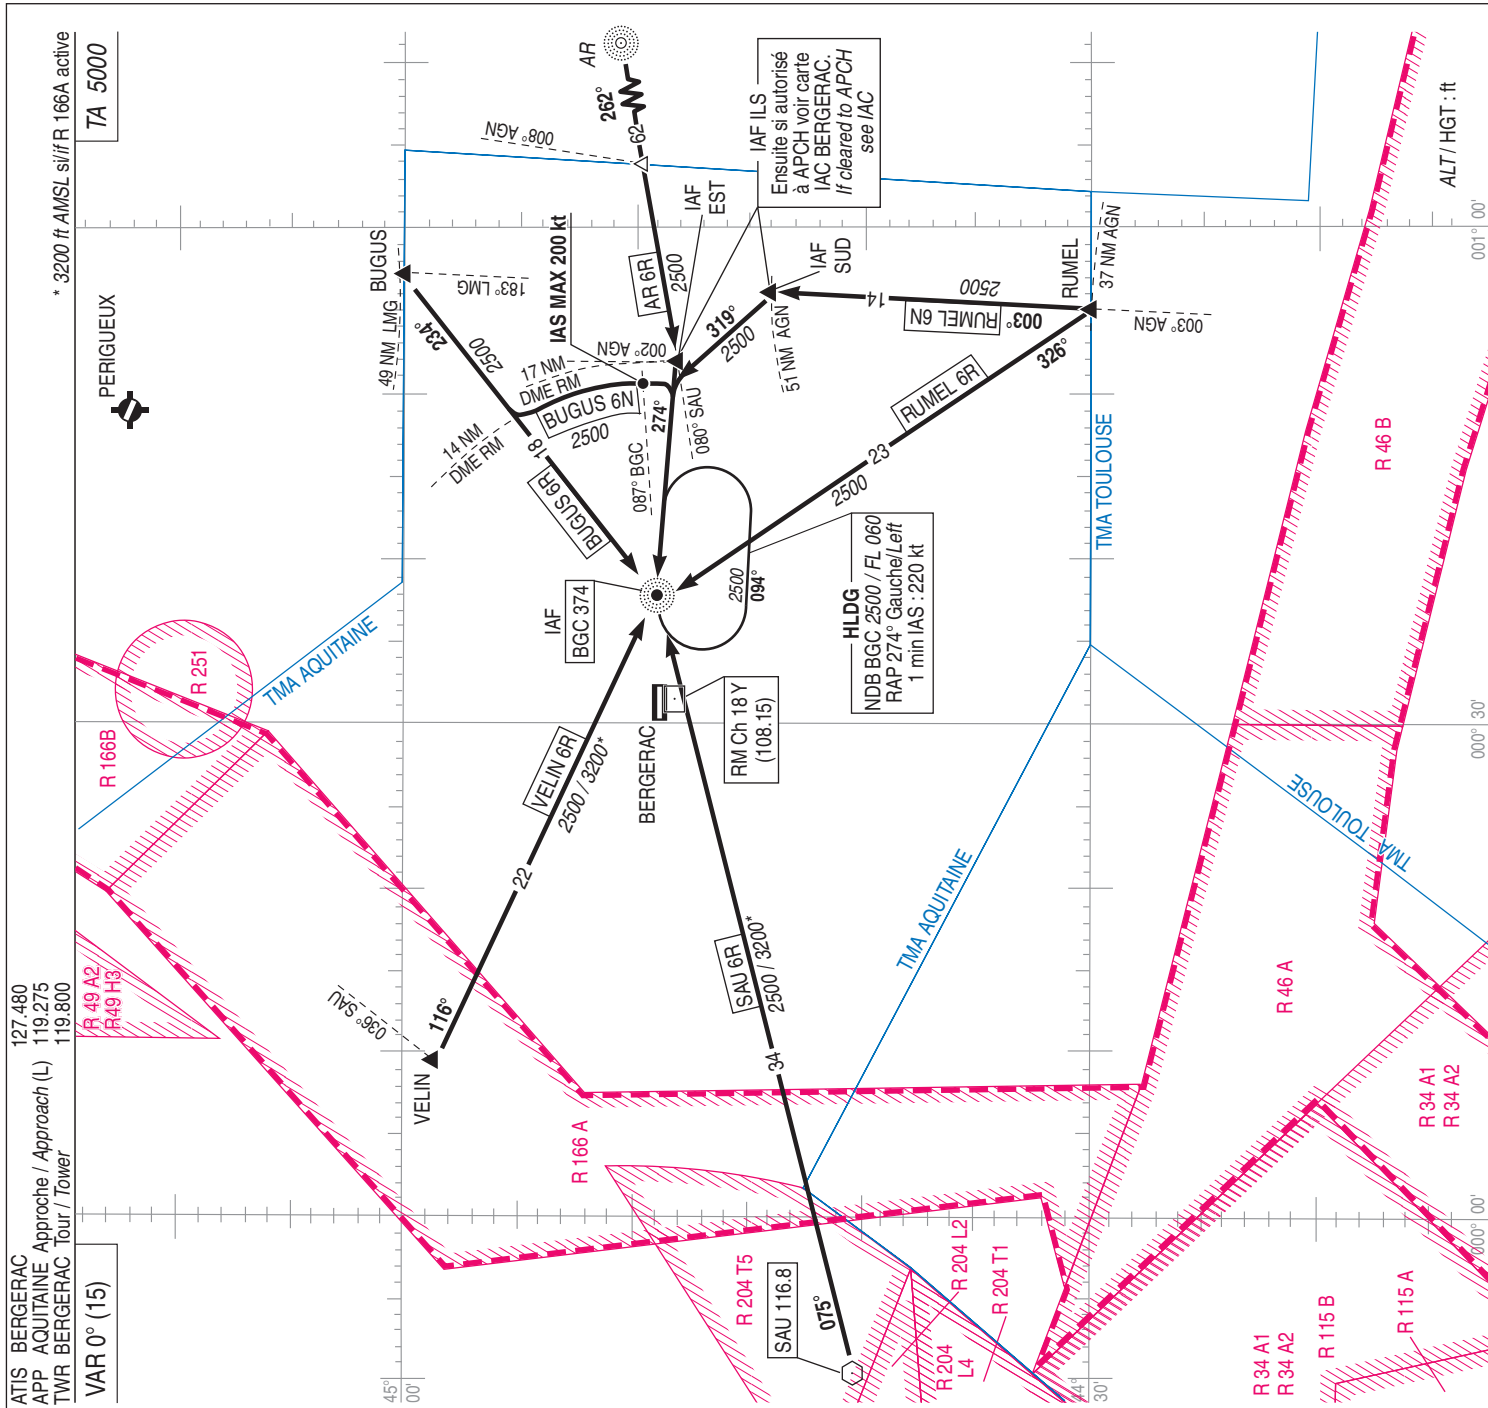 ATIS BERGERAC 127.480
APP AQUITAINE Approche / Approach (L) 119.275
TWR BERGERAC Tour / Tower 119.800
VAR 0° (15)
* 3200 ft AMSL si/if R 166A active
TA 5000
PERIGUEUX
R 49 A2
R49 H3
R 166B
R 251
TMA AQUITAINE
45°
00'
VELIN
036° SAU
116°
22
VELIN 6R
2500 / 3200*
R 166 A
BUGUS
49 NM LMG
183° LMG
234°
2500
18
BUGUS 6R
14 NM
DME RM
17 NM
DME RM
BUGUS 6N
2500
IAS MAX 200 kt
002° AGN
087° BGC
274°
080° SAU
AR
262°
62
008° AGN
AR 6R
2500
IAF
EST
IAF ILS
Ensuite si autorisé
à APCH voir carte
IAC BERGERAC.
If cleared to APCH
see IAC
IAF
SUD
319°
2500
51 NM AGN
14
2500
RUMEL 6N
003°
RUMEL
37 NM AGN
003° AGN
326°
RUMEL 6R
23
2500
IAF
BGC 374
2500
094°
HLDG
NDB BGC 2500 / FL 060
RAP 274° Gauche/Left
1 min IAS : 220 kt
BERGERAC
RM Ch 18 Y
(108.15)
SAU 6R
2500 / 3200*
34
075°
SAU 116.8
R 204 T5
R 204 L2
R 204
L4
R 204 T1
TMA AQUITAINE
TMA TOULOUSE
TMA TOULOUSE
44°
30'
R 46 B
R 46 A
R 34 A1
R 34 A2
R 34 A1
R 34 A2
R 115 B
R 115 A
000° 00'
000° 30'
001° 00'
ALT / HGT : ft